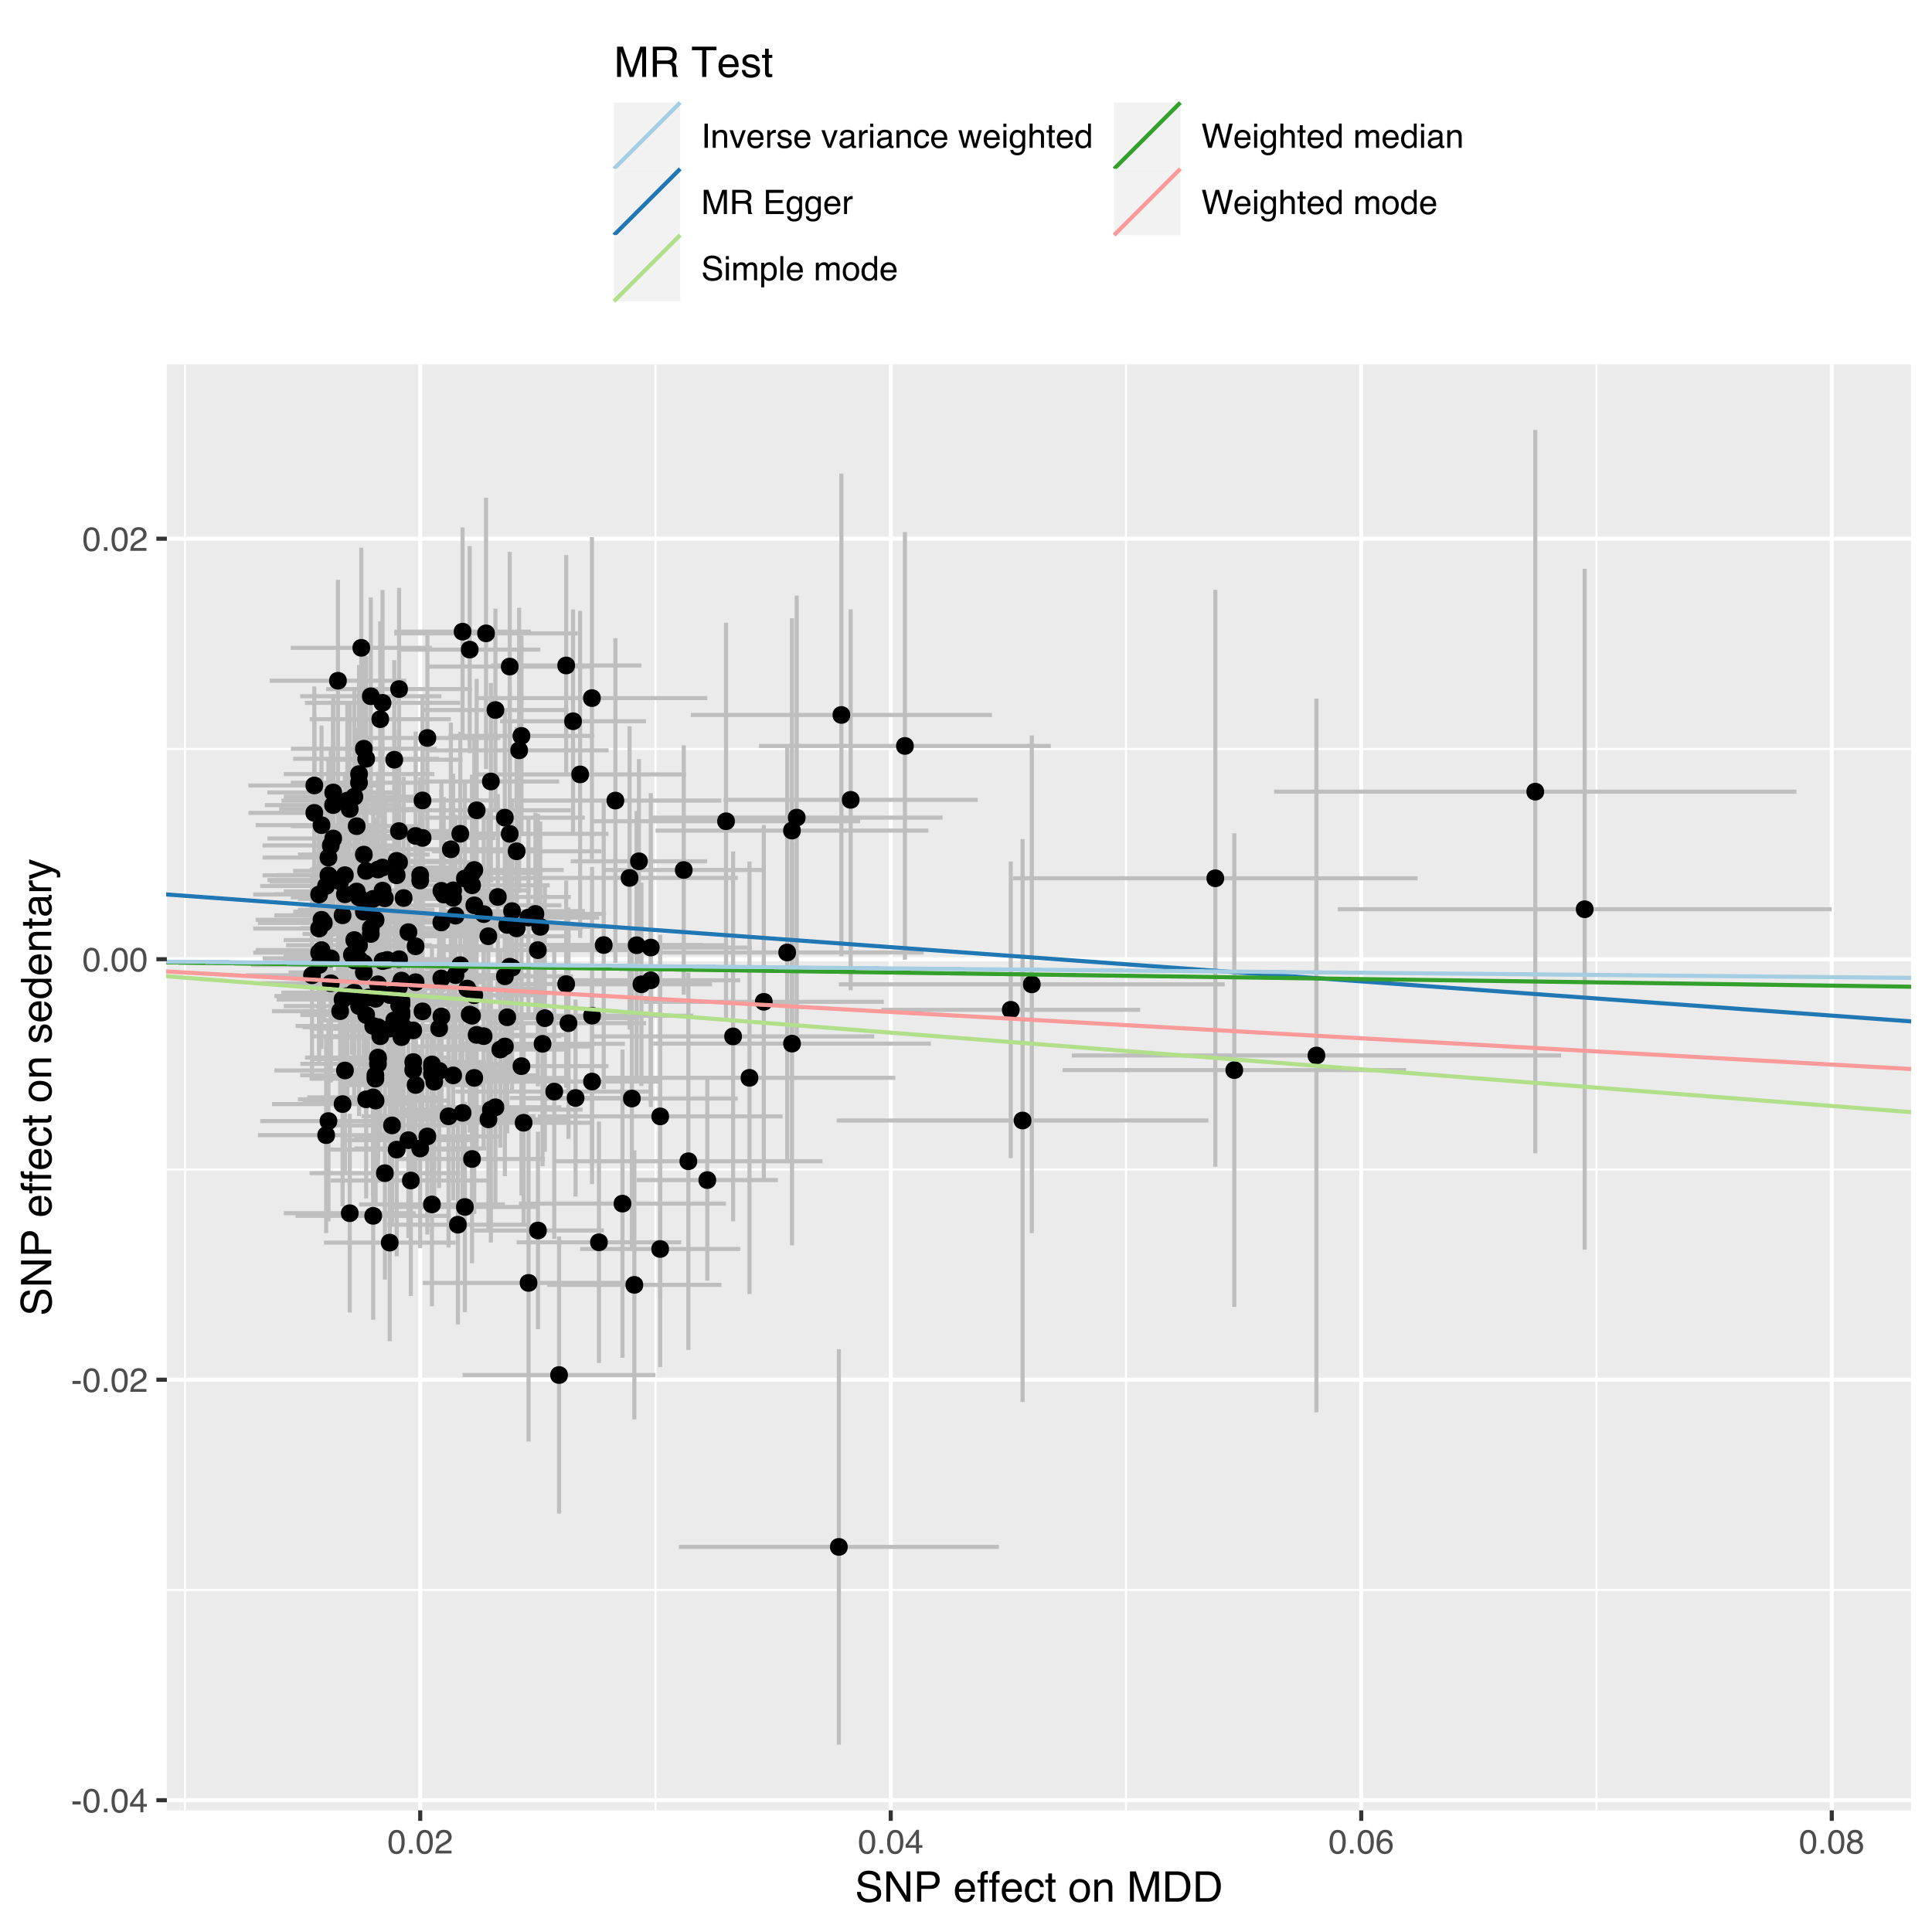 MR Test
Inverse variance weighted
Weighted median
MR Egger
Weighted mode
Simple mode
SNP effect on sedentary
0.02
0.00
-0.02
-0.04
0.02
0.04
0.06
0.08
SNP effect on MDD